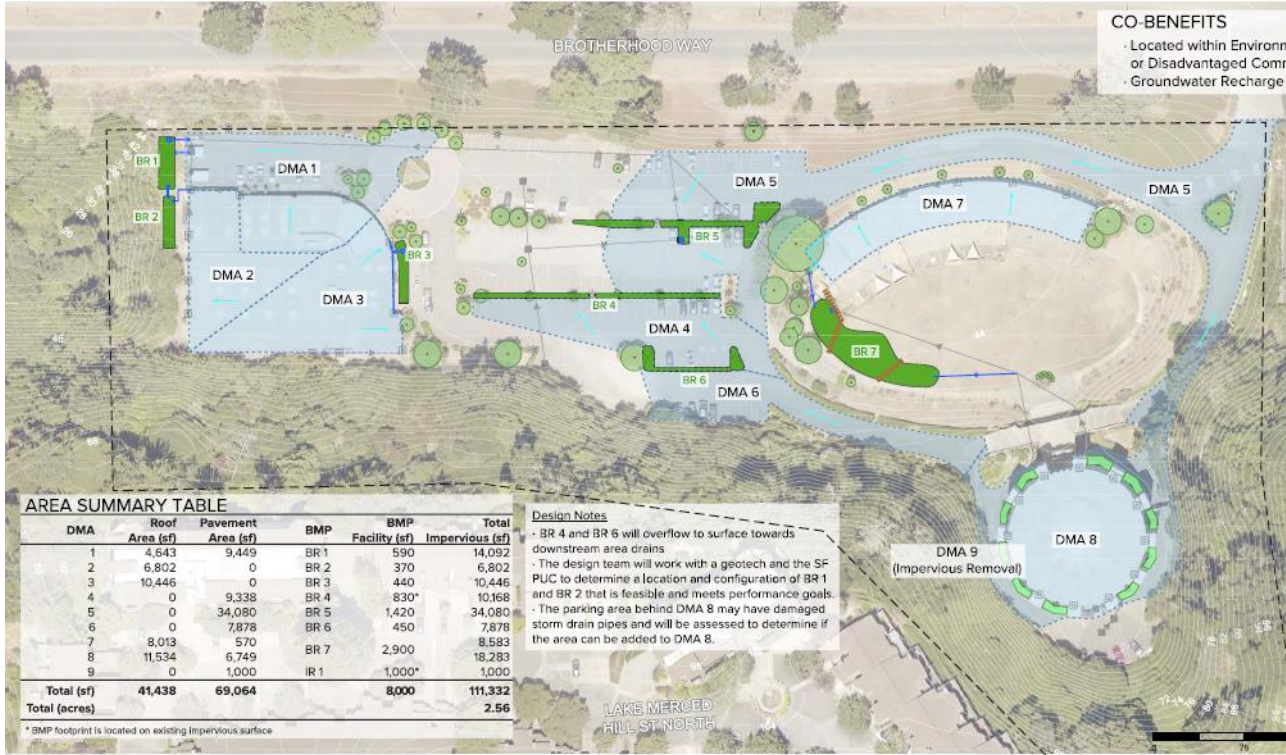 BROTHERHOOD WAY
CO-BENEFITS
· Located within Environm
or Disadvantaged Comm
· Groundwater Recharge
BR 1
DMA 1
DMA 5
DMA 5
BR 2
DMA 7
BR 5
BR 3
DMA 2
DMA 3
BR 4
DMA 4
BR 7
BR 6
DMA 6
46
44
AREA SUMMARY TABLE
DMA Roof Area (sf) Pavement Area (sf) BMP BMP Facility (sf) Total Impervious (sf)
1 4,643 9,449 BR 1 590 14,092
2 6,802 0 BR 2 370 6,802
3 10,446 0 BR 3 440 10,446
4 0 9,338 BR 4 830* 10,168
5 0 34,080 BR 5 1,420 34,080
6 0 7,878 BR 6 450 7,878
7 8,013 570 BR 7 2,900 8,583
8 11,534 6,749 18,283
9 0 1,000 IR 1 1,000* 1,000
Total (sf) 41,438 69,064 8,000 111,332
Total (acres) 2.56
* BMP footprint is located on existing impervious surface
Design Notes
· BR 4 and BR 6 will overflow to surface towards
downstream area drains
· The design team will work with a geotech and the SF
PUC to determine a location and configuration of BR 1
and BR 2 that is feasible and meets performance goals.
· The parking area behind DMA 8 may have damaged
storm drain pipes and will be assessed to determine if
the area can be added to DMA 8.
DMA 8
DMA 9
(Impervious Removal)
LAKE MERCED
HILL ST NORTH
75